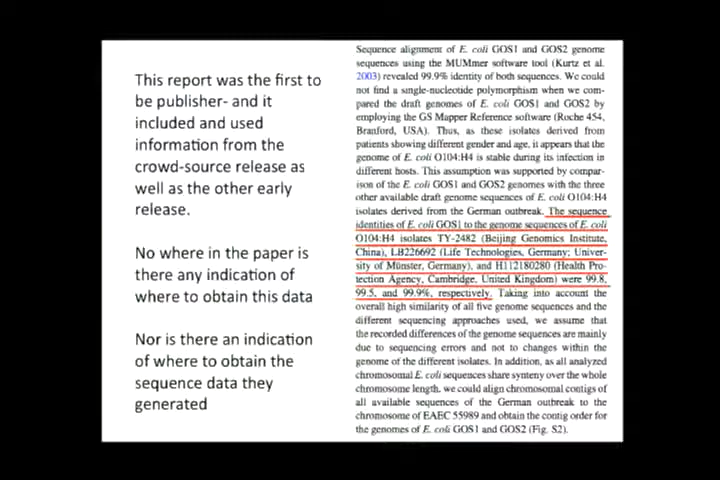 This report was the first to
be publisher- and it
included and used
information from the
crowd-source release as
well as the other early
release.
No where in the paper is
there any indication of
where to obtain this data
Nor is there an indication
of where to obtain the
sequence data they
generated
Sequence alignment of E. coli GOS1 and GOS2 genome
sequences using the MUMmer software tool (Kurtz et al.
2003) revealed 99.9% identity of both sequences. We could
not find a single-nucleotide polymorphism when we com-
pared the draft genomes of E. coli GOS1 and GOS2 by
employing the GS Mapper Reference software (Roche 454,
Branford, USA). Thus, as these isolates derived from
patients showing different gender and age, it appears that the
genome of E. coli O104:H4 is stable during its infection in
different hosts. This assumption was supported by compar-
ison of the E. coli GOS1 and GOS2 genomes with the three
other available draft genome sequences of E. coli O104:H4
isolates derived from the German outbreak. The sequence
identities of E. coli GOS1 to the genome sequences of E. coli
O104:H4 isolates TY-2482 (Beijing Genomics Institute,
China), LB226692 (Life Technologies, Germany; Univer-
sity of Münster, Germany), and H112180280 (Health Pro-
tection Agency, Cambridge, United Kingdom) were 99.8,
99.5, and 99.9%, respectively. Taking into account the
overall high similarity of all five genome sequences and the
different sequencing approaches used, we assume that
the recorded differences of the genome sequences are mainly
due to sequencing errors and not to changes within the
genome of the different isolates. In addition, as all analyzed
chromosomal E. coli sequences share synteny over the whole
chromosome length, we could align chromosomal contigs of
all available sequences of the German outbreak to the
chromosome of EAEC 55989 and obtain the contig order for
the genomes of E. coli GOS1 and GOS2 (Fig. S2).